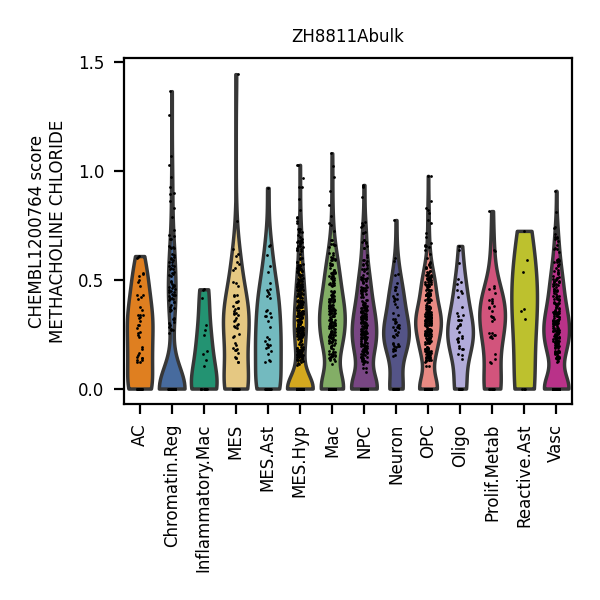 ZH8811Abulk
CHEMBL1200764 score
METHACHOLINE CHLORIDE
1.5
1.0
0.5
0.0
AC
Chromatin.Reg
Inflammatory.Mac
MES
MES.Ast
MES.Hyp
Mac
NPC
Neuron
OPC
Oligo
Prolif.Metab
Reactive.Ast
Vasc